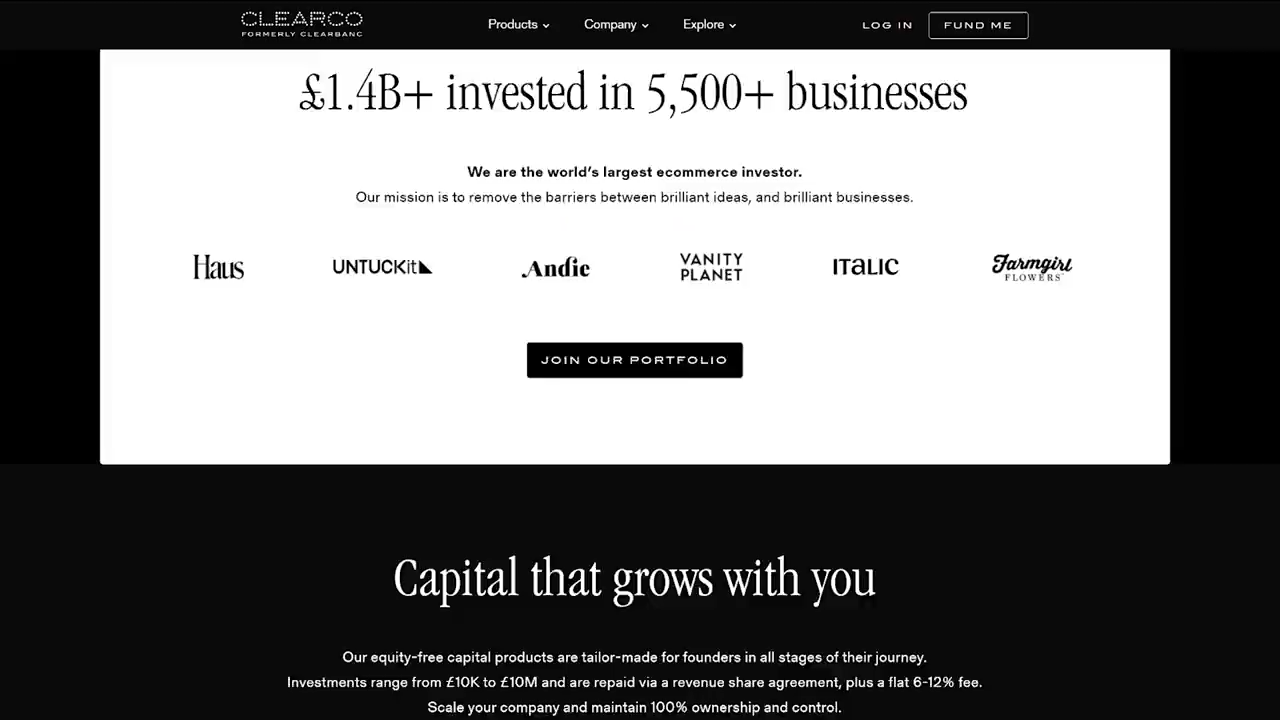 CLEARCO
FORMERLY CLEARBANC
Products
Company
Explore
LOG IN
FUND ME
£1.4B+ invested in 5,500+ businesses
We are the world's largest ecommerce investor.
Our mission is to remove the barriers between brilliant ideas, and brilliant businesses.
Haus
UNTUCKit
Andie
VANITY
PLANET
ITALIC
Farmgirl
FLOWERS
JOIN OUR PORTFOLIO
Capital that grows with you
Our equity-free capital products are tailor-made for founders in all stages of their journey.
Investments range from £10K to £10M and are repaid via a revenue share agreement, plus a flat 6-12% fee.
Scale your company and maintain 100% ownership and control.